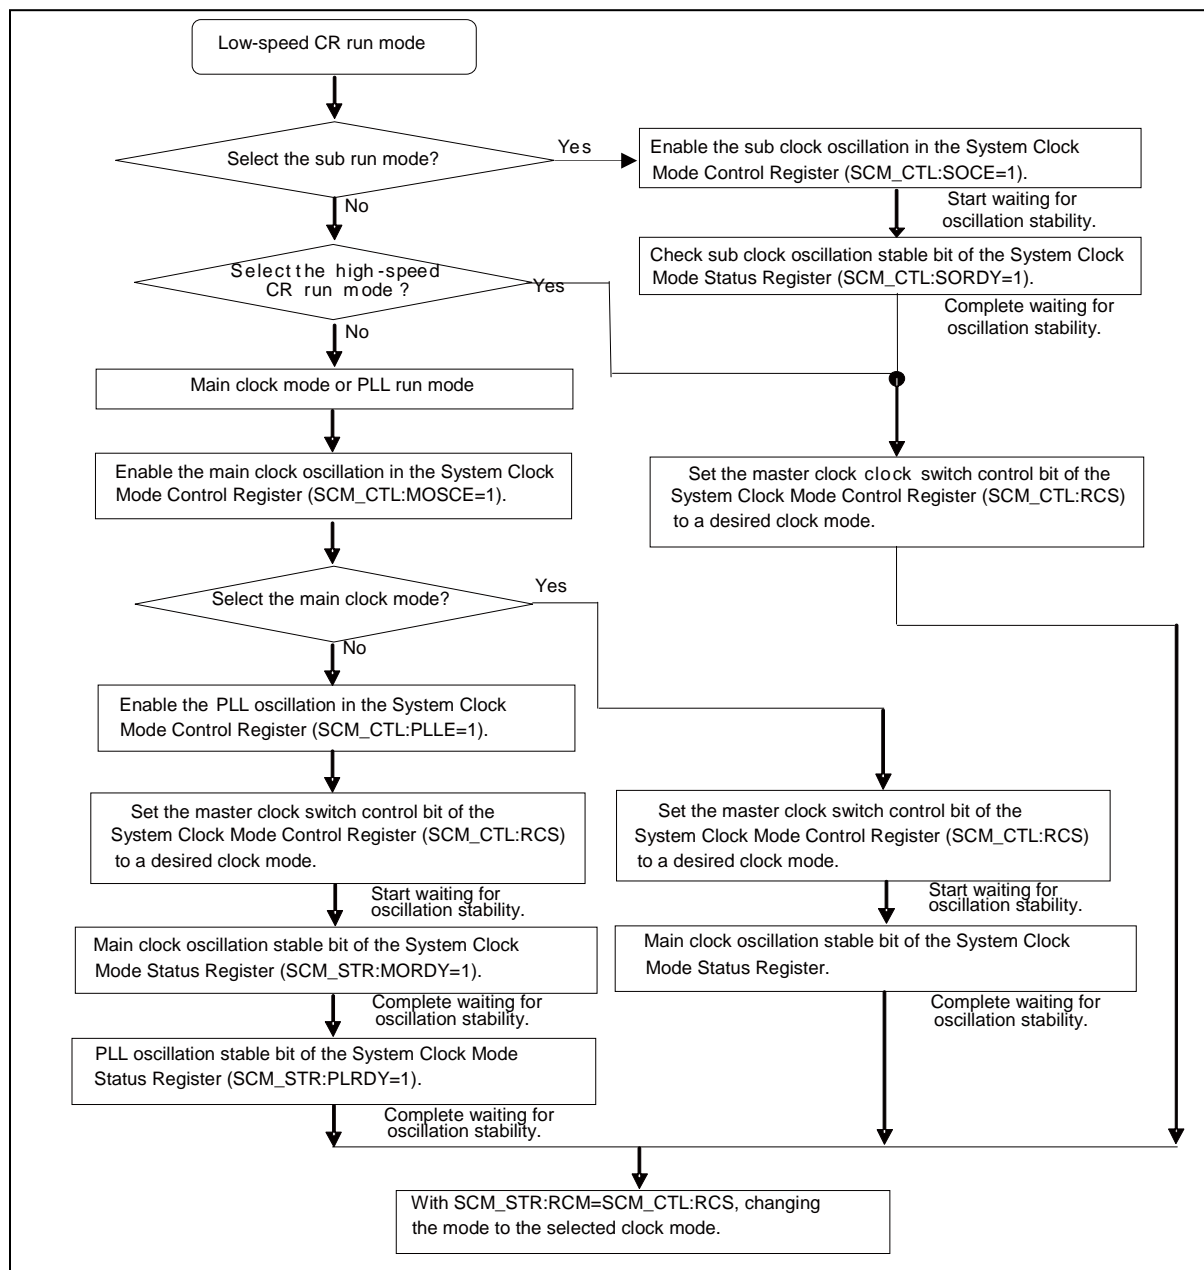 Low-speed CR run mode
Select the sub run mode?
Yes
Enable the sub clock oscillation in the System Clock
Mode Control Register (SCM_CTL:SOCE=1).
No
Start waiting for
oscillation stability.
Check sub clock oscillation stable bit of the System Clock
Mode Status Register (SCM_CTL:SORDY=1).
Select the high-speed
CR run mode ?
Yes
Complete waiting for
oscillation stability.
No
Main clock mode or PLL run mode
Enable the main clock oscillation in the System Clock
Mode Control Register (SCM_CTL:MOSCE=1).
Set the master clock clock switch control bit of the
System Clock Mode Control Register (SCM_CTL:RCS)
to a desired clock mode.
Select the main clock mode?
Yes
No
Enable the PLL oscillation in the System Clock
Mode Control Register (SCM_CTL:PLLE=1).
Set the master clock switch control bit of the
System Clock Mode Control Register (SCM_CTL:RCS)
to a desired clock mode.
Set the master clock switch control bit of the
System Clock Mode Control Register (SCM_CTL:RCS)
to a desired clock mode.
Start waiting for
oscillation stability.
Start waiting for
oscillation stability.
Main clock oscillation stable bit of the System Clock
Mode Status Register (SCM_STR:MORDY=1).
Main clock oscillation stable bit of the System Clock
Mode Status Register.
Complete waiting for
oscillation stability.
Complete waiting for
oscillation stability.
PLL oscillation stable bit of the System Clock Mode
Status Register (SCM_STR:PLRDY=1).
Complete waiting for
oscillation stability.
With SCM_STR:RCM=SCM_CTL:RCS, changing
the mode to the selected clock mode.